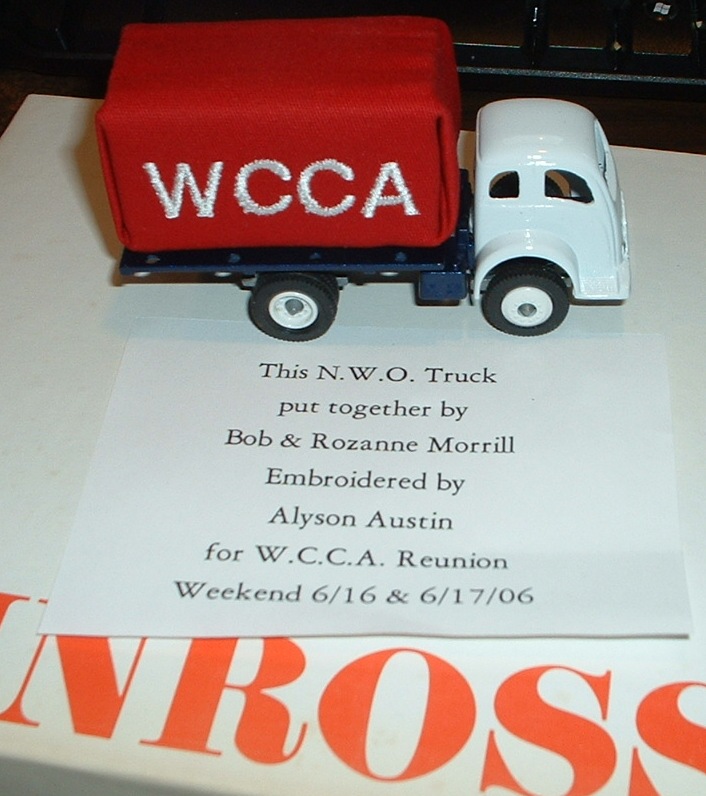 WCCA
This N.W.O. Truck
put together by
Bob & Rozanne Morrill
Embroidered by
Alyson Austin
for W.C.C.A. Reunion
Weekend 6/16 & 6/17/06
INROSS